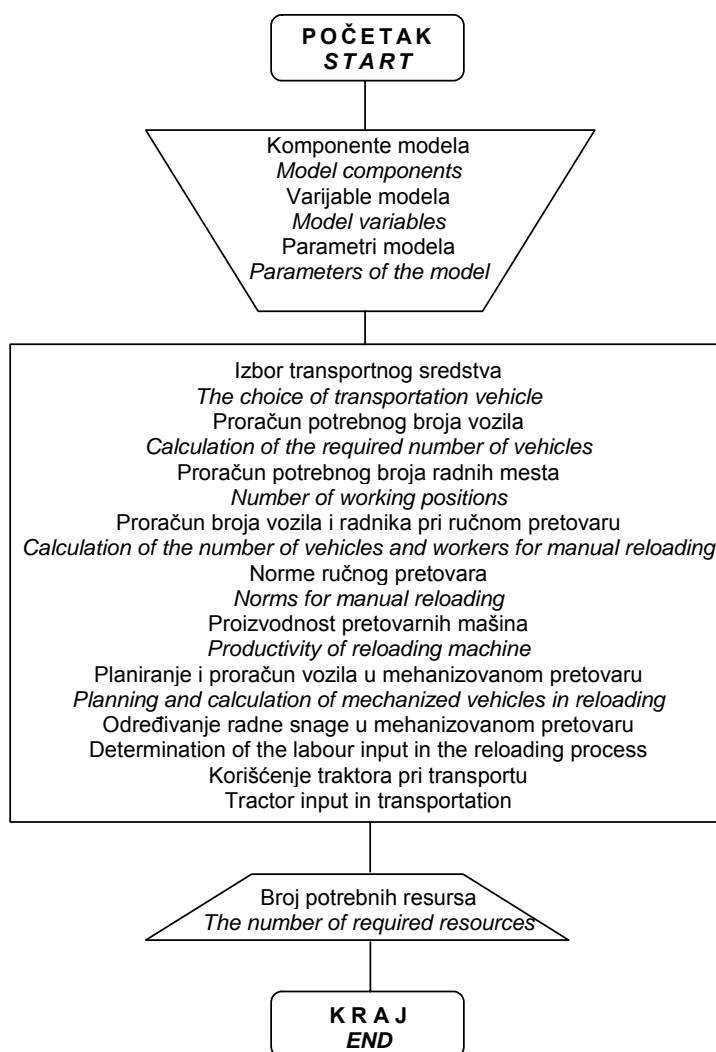 POČETAK
START
Komponente modela
Model components
Varijable modela
Model variables
Parametri modela
Parameters of the model
Izbor transportnog sredstva
The choice of transportation vehicle
Proračun potrebnog broja vozila
Calculation of the required number of vehicles
Proračun potrebnog broja radnih mesta
Number of working positions
Proračun broja vozila i radnika pri ručnom pretovaru
Calculation of the number of vehicles and workers for manual reloading
Norme ručnog pretovara
Norms for manual reloading
Proizvodnost pretovarnih mašina
Productivity of reloading machine
Planiranje i proračun vozila u mehanizovanom pretovaru
Planning and calculation of mechanized vehicles in reloading
Određivanje radne snage u mehanizovanom pretovaru
Determination of the labour input in the reloading process
Korišćenje traktora pri transportu
Tractor input in transportation
Broj potrebnih resursa
The number of required resources
KRAJ
END